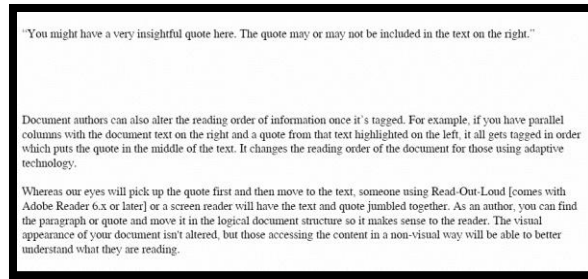 "You might have a very insightful quote here. The quote may or may not be included in the text on the right."
Document authors can also alter the reading order of information once it's tagged. For example, if you have parallel
columns with the document text on the right and a quote from that text highlighted on the left, it all gets tagged in order
which puts the quote in the middle of the text. It changes the reading order of the document for those using adaptive
technology.
Whereas our eyes will pick up the quote first and then move to the text, someone using Read-Out-Loud [comes with
Adobe Reader 6.x or later] or a screen reader will have the text and quote jumbled together. As an author, you can find
the paragraph or quote and move it in the logical document structure so it makes sense to the reader. The visual
appearance of your document isn't altered, but those accessing the content in a non-visual way will be able to better
understand what they are reading.